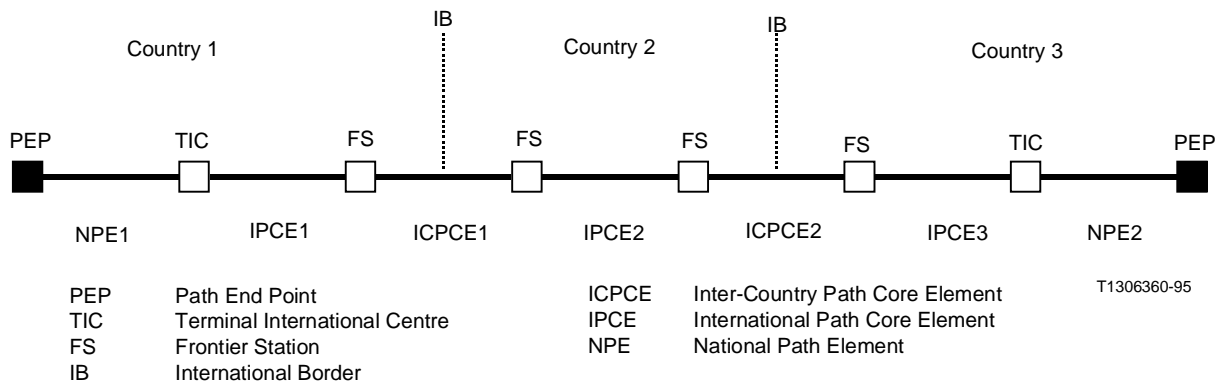 IB
IB
Country 1
Country 2
Country 3
PEP TIC FS FS FS FS TIC PEP
NPE1 IPCE1 ICPCE1 IPCE2 ICPCE2 IPCE3 NPE2
PEP Path End Point
TIC Terminal International Centre
FS Frontier Station
IB International Border
ICPCE Inter-Country Path Core Element
IPCE International Path Core Element
NPE National Path Element
T1306360-95